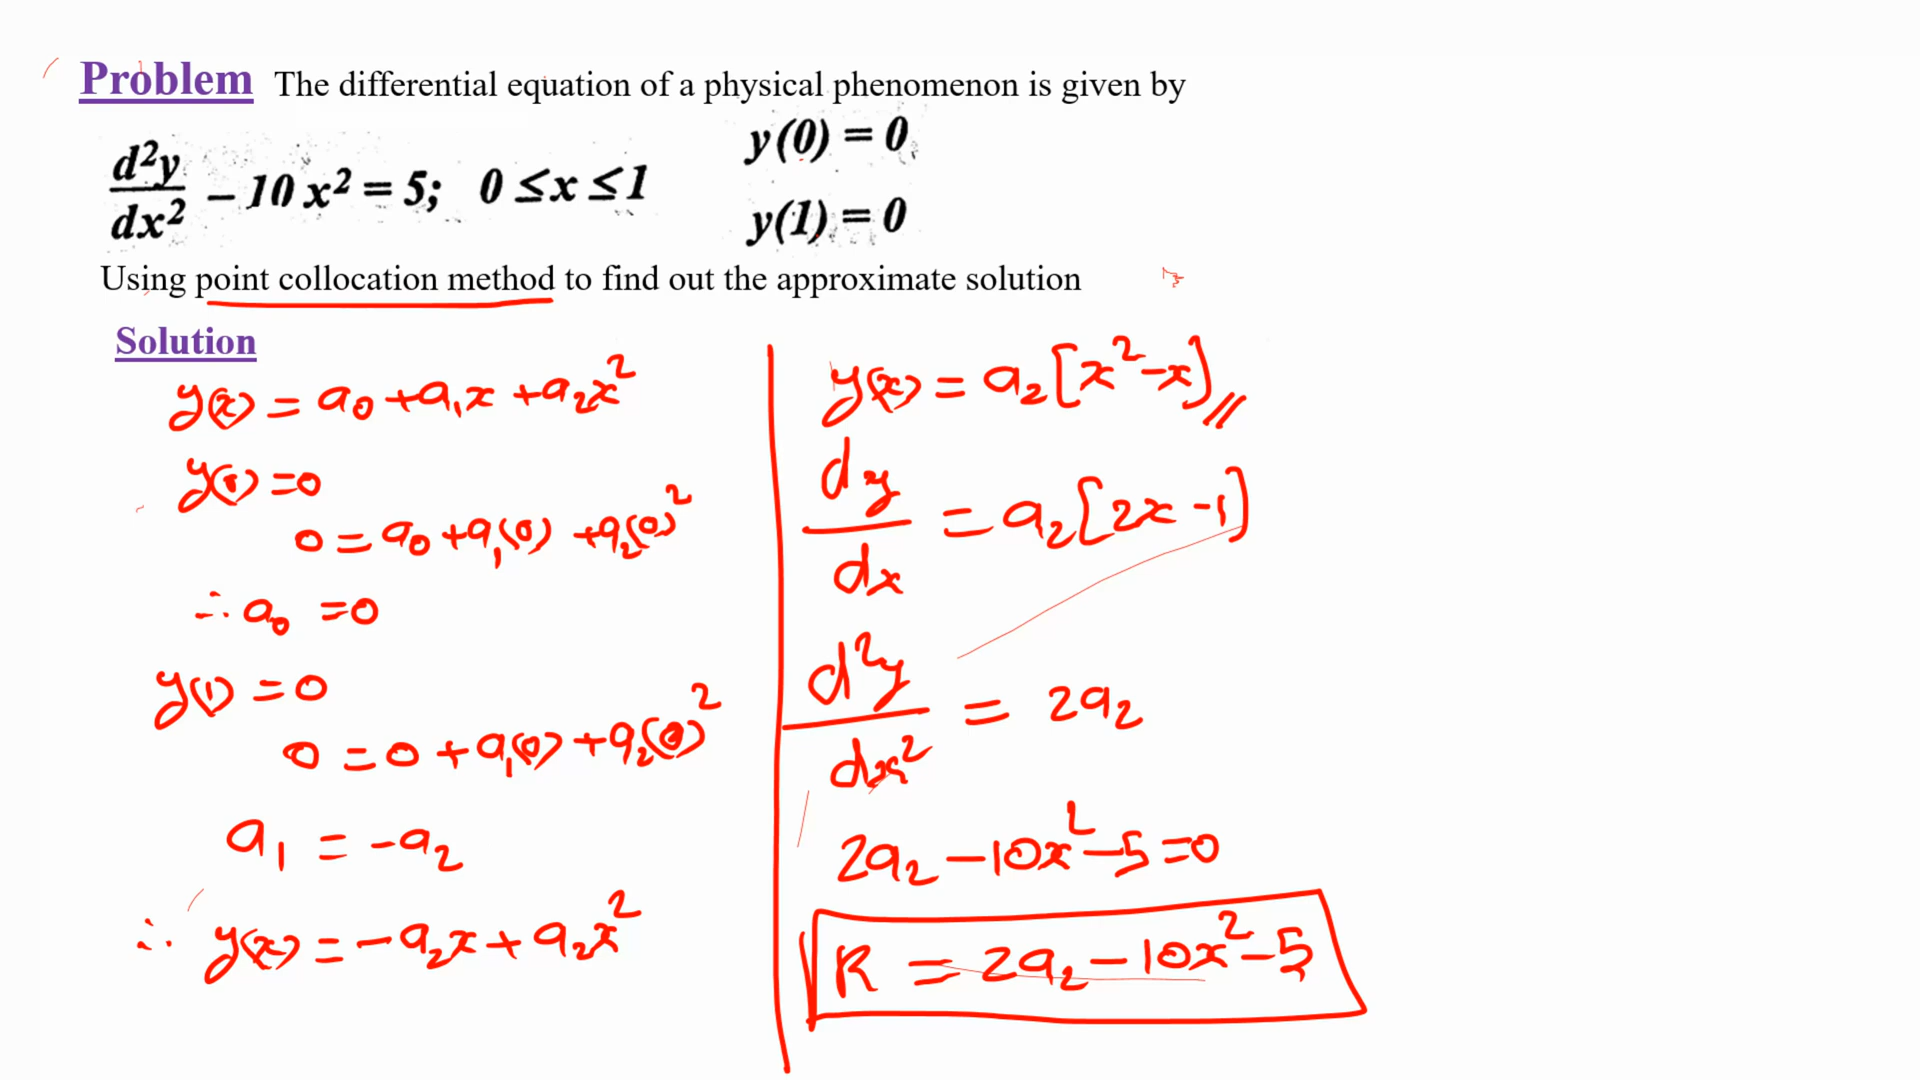 Problem The differential equation of a physical phenomenon is given by
d²y/dx² – 10 x² = 5; 0 ≤ x ≤ 1
y(0) = 0,
y(1) = 0
Using point collocation method to find out the approximate solution
Solution
y(x) = a₀ + a₁x + a₂x²
y(0) = 0
0 = a₀ + a₁(0) + a₂(0)²
∴ a₀ = 0
y(1) = 0
0 = 0 + a₁(0) + a₂(0)²
a₁ = -a₂
∴ y(x) = -a₂x + a₂x²
y(x) = a₂[x² - x]//
dy/dx = a₂[2x - 1]
d²y/dx² = 2a₂
2a₂ - 10x² - 5 = 0
R = 2a₂ - 10x² - 5